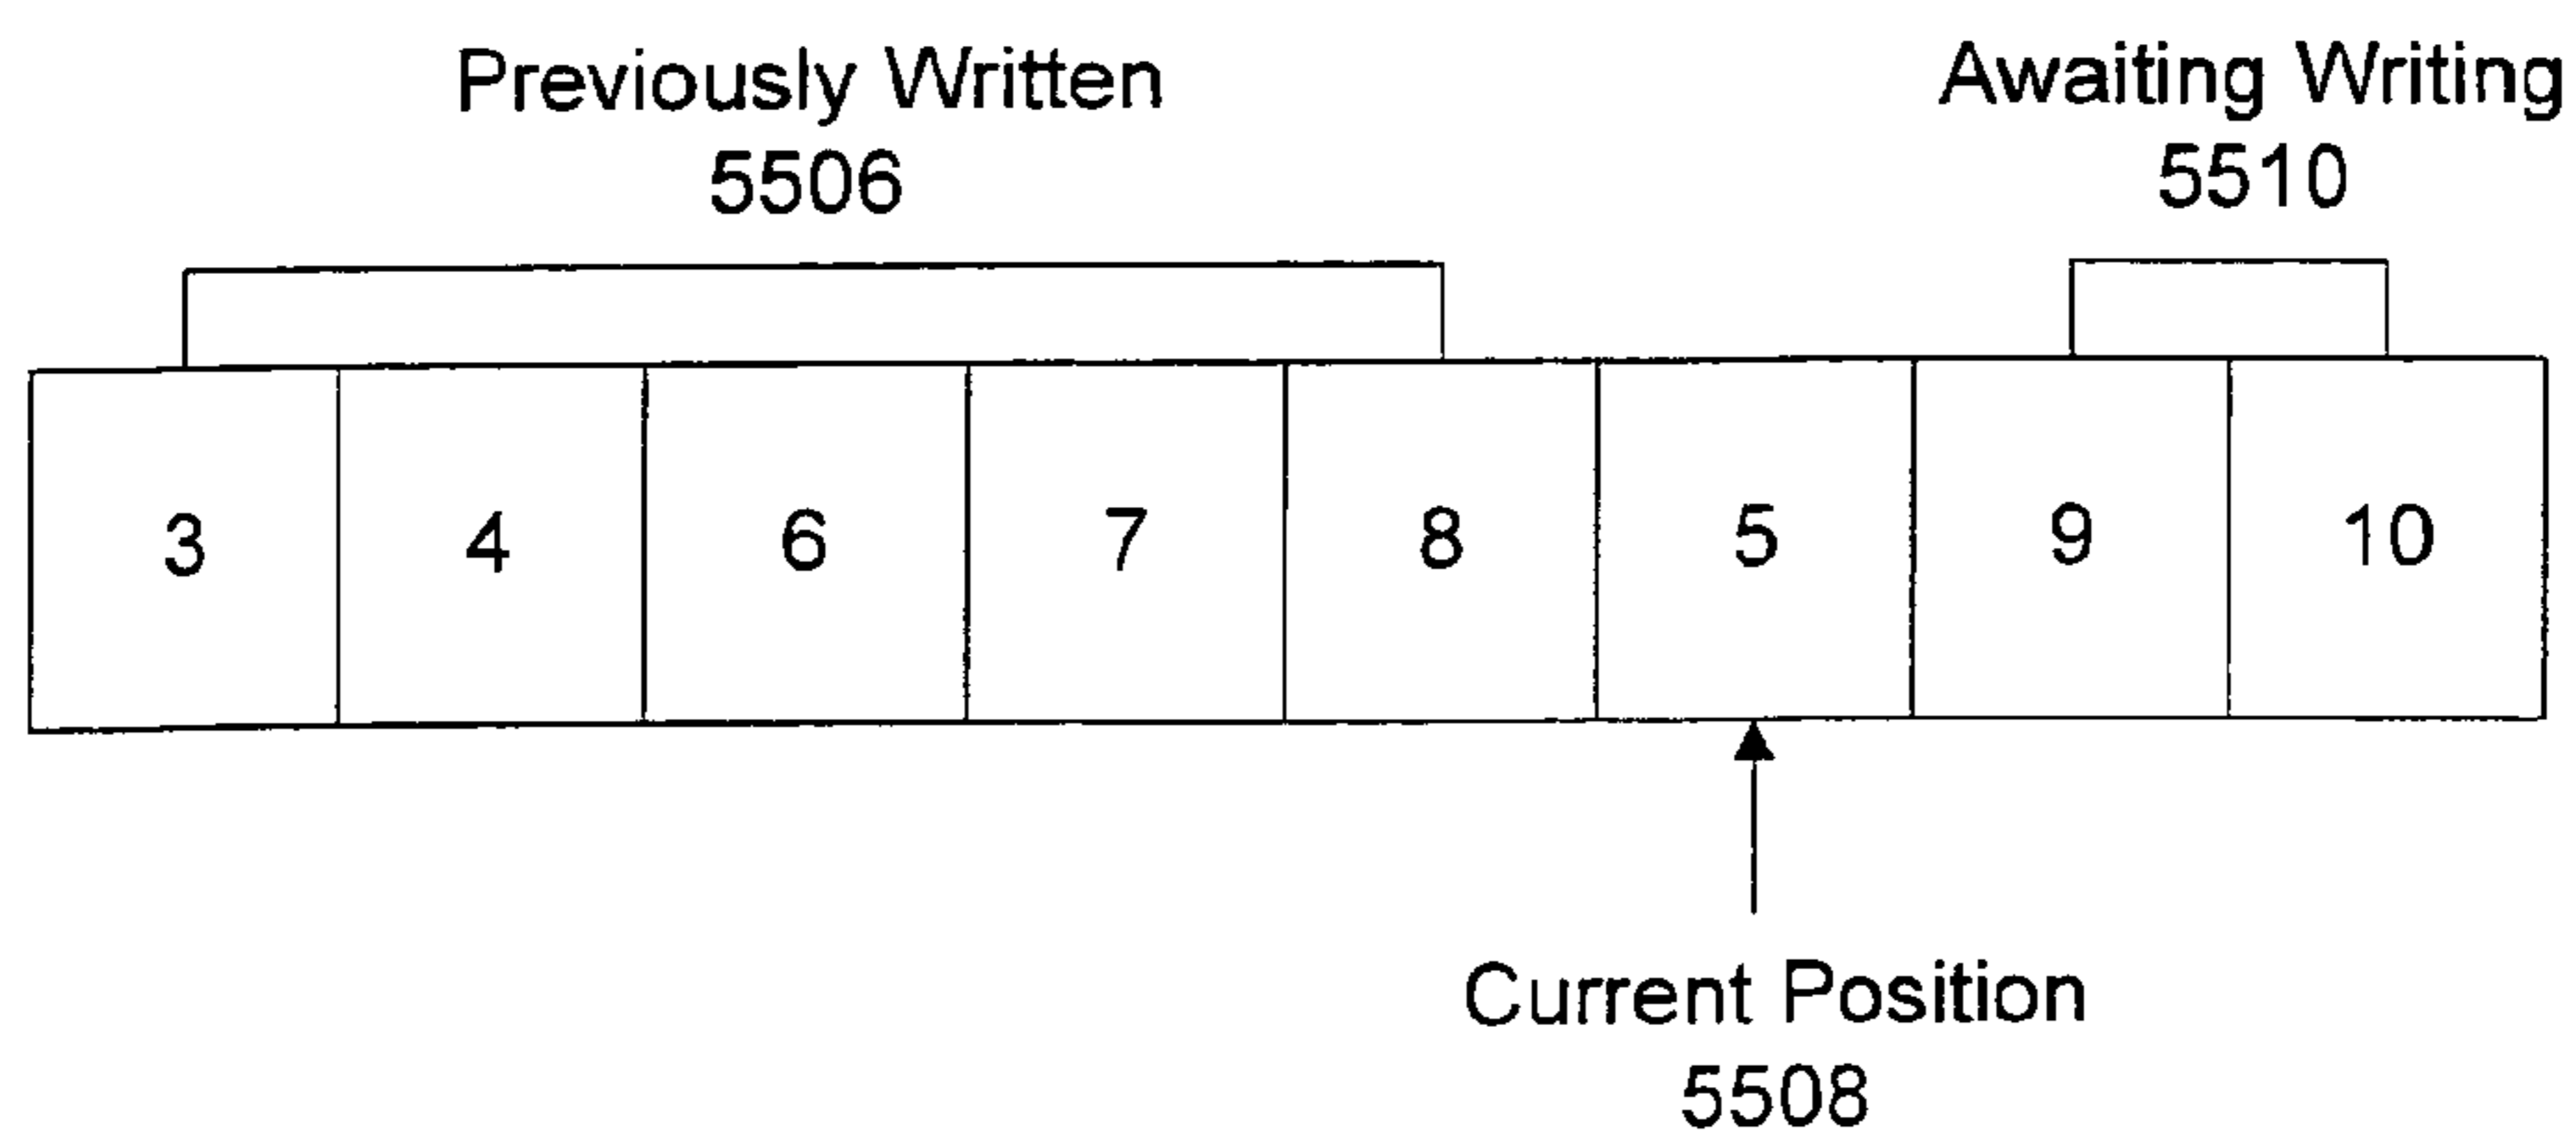 Previously Written
5506
Awaiting Writing
5510
3 4 6 7 8 5 9 10
Current Position
5508